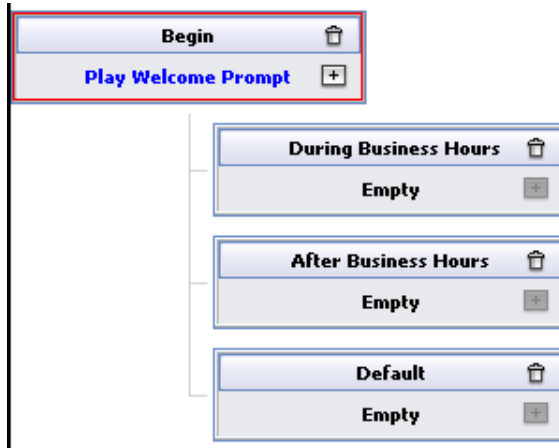 Begin
Play Welcome Prompt
During Business Hours
Empty
After Business Hours
Empty
Default
Empty